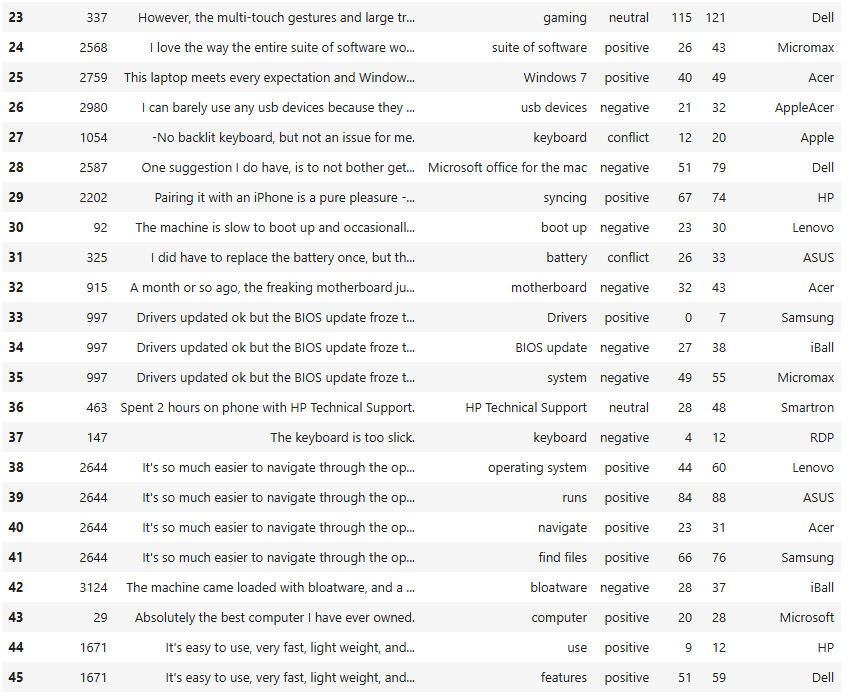 23 337 However, the multi-touch gestures and large tr... gaming neutral 115 121 Dell
24 2568 I love the way the entire suite of software wo... suite of software positive 26 43 Micromax
25 2759 This laptop meets every expectation and Window... Windows 7 positive 40 49 Acer
26 2980 I can barely use any usb devices because they ... usb devices negative 21 32 AppleAcer
27 1054 -No backlit keyboard, but not an issue for me. keyboard conflict 12 20 Apple
28 2587 One suggestion I do have, is to not bother get... Microsoft office for the mac negative 51 79 Dell
29 2202 Pairing it with an iPhone is a pure pleasure -... syncing positive 67 74 HP
30 92 The machine is slow to boot up and occasionall... boot up negative 23 30 Lenovo
31 325 I did have to replace the battery once, but th... battery conflict 26 33 ASUS
32 915 A month or so ago, the freaking motherboard ju... motherboard negative 32 43 Acer
33 997 Drivers updated ok but the BIOS update froze t... Drivers positive 0 7 Samsung
34 997 Drivers updated ok but the BIOS update froze t... BIOS update negative 27 38 iBall
35 997 Drivers updated ok but the BIOS update froze t... system negative 49 55 Micromax
36 463 Spent 2 hours on phone with HP Technical Support. HP Technical Support neutral 28 48 Smartron
37 147 The keyboard is too slick. keyboard negative 4 12 RDP
38 2644 It's so much easier to navigate through the op... operating system positive 44 60 Lenovo
39 2644 It's so much easier to navigate through the op... runs positive 84 88 ASUS
40 2644 It's so much easier to navigate through the op... navigate positive 23 31 Acer
41 2644 It's so much easier to navigate through the op... find files positive 66 76 Samsung
42 3124 The machine came loaded with bloatware, and a ... bloatware negative 28 37 iBall
43 29 Absolutely the best computer I have ever owned. computer positive 20 28 Microsoft
44 1671 It's easy to use, very fast, light weight, and... use positive 9 12 HP
45 1671 It's easy to use, very fast, light weight, and... features positive 51 59 Dell